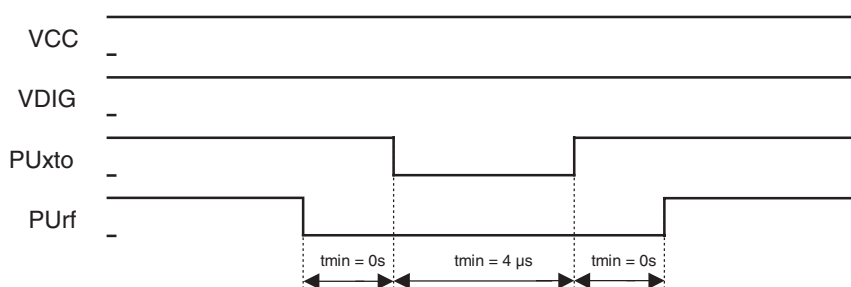 VCC
VDIG
PUxto
PUrf
tmin = 0s tmin = 4 µs tmin = 0s